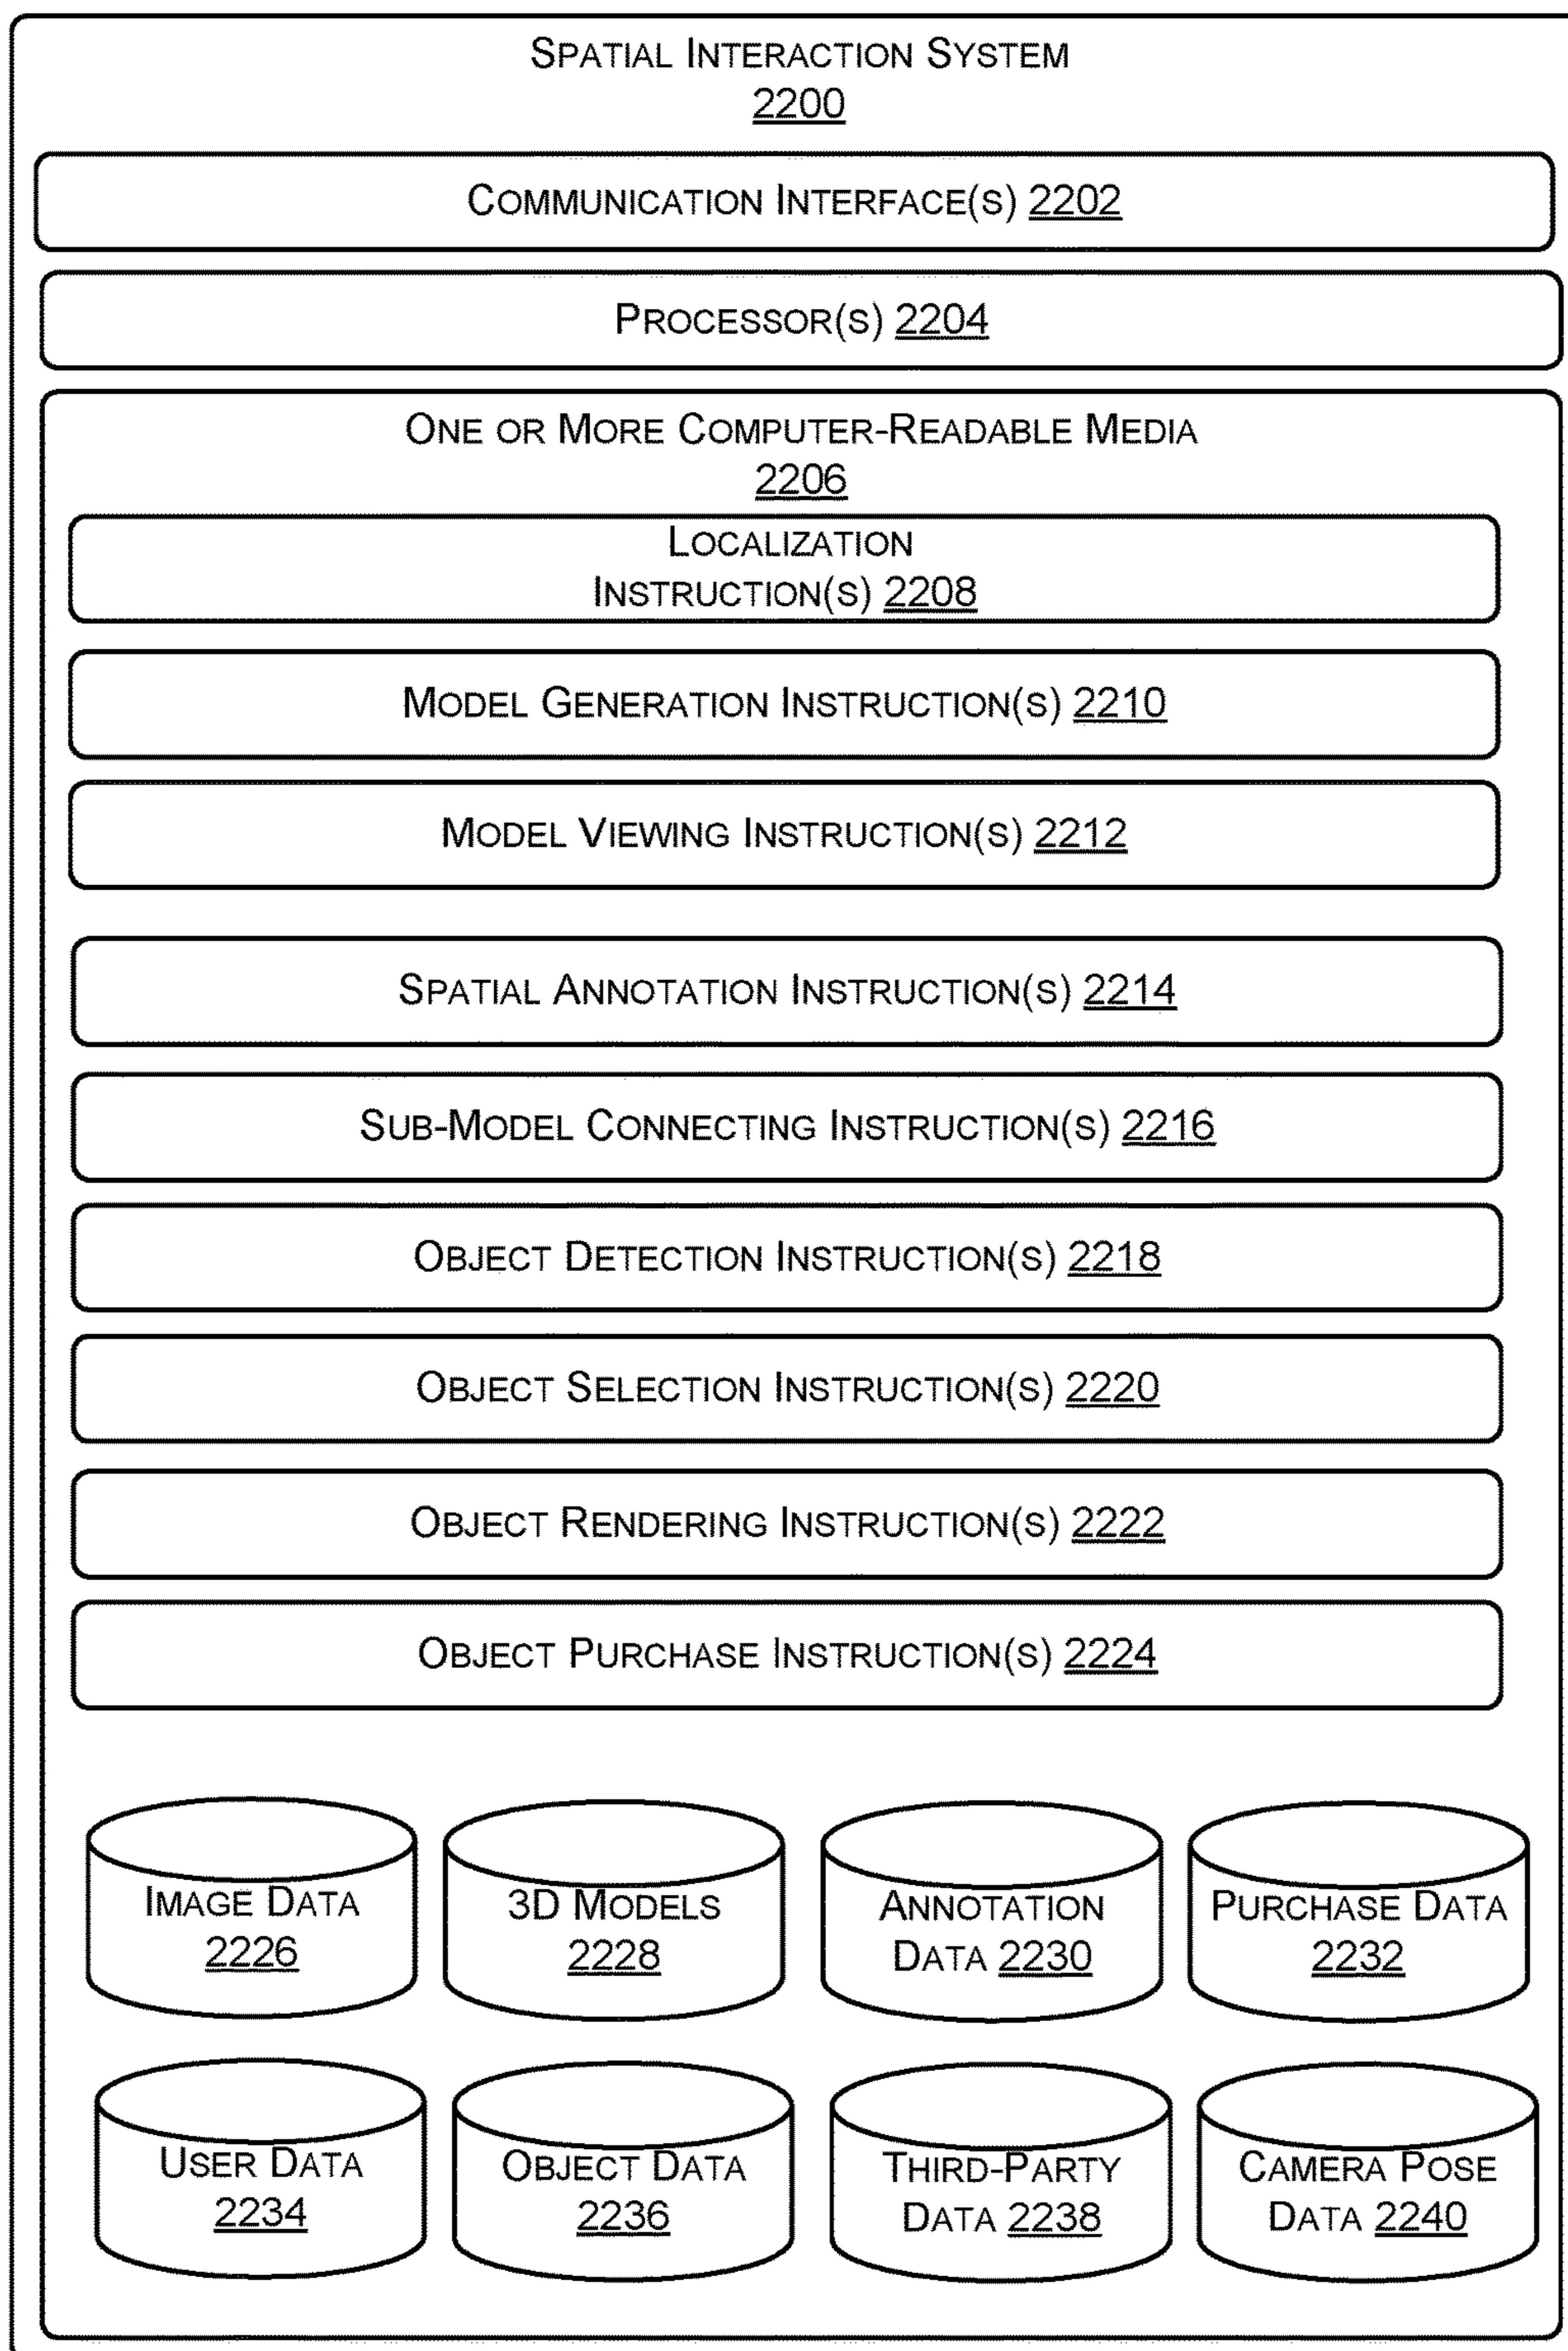 SPATIAL INTERACTION SYSTEM
2200
COMMUNICATION INTERFACE(S) 2202
PROCESSOR(S) 2204
ONE OR MORE COMPUTER-READABLE MEDIA
2206
LOCALIZATION
INSTRUCTION(S) 2208
MODEL GENERATION INSTRUCTION(S) 2210
MODEL VIEWING INSTRUCTION(S) 2212
SPATIAL ANNOTATION INSTRUCTION(S) 2214
SUB-MODEL CONNECTING INSTRUCTION(S) 2216
OBJECT DETECTION INSTRUCTION(S) 2218
OBJECT SELECTION INSTRUCTION(S) 2220
OBJECT RENDERING INSTRUCTION(S) 2222
OBJECT PURCHASE INSTRUCTION(S) 2224
IMAGE DATA
2226
3D MODELS
2228
ANNOTATION
DATA 2230
PURCHASE DATA
2232
USER DATA
2234
OBJECT DATA
2236
THIRD-PARTY
DATA 2238
CAMERA POSE
DATA 2240